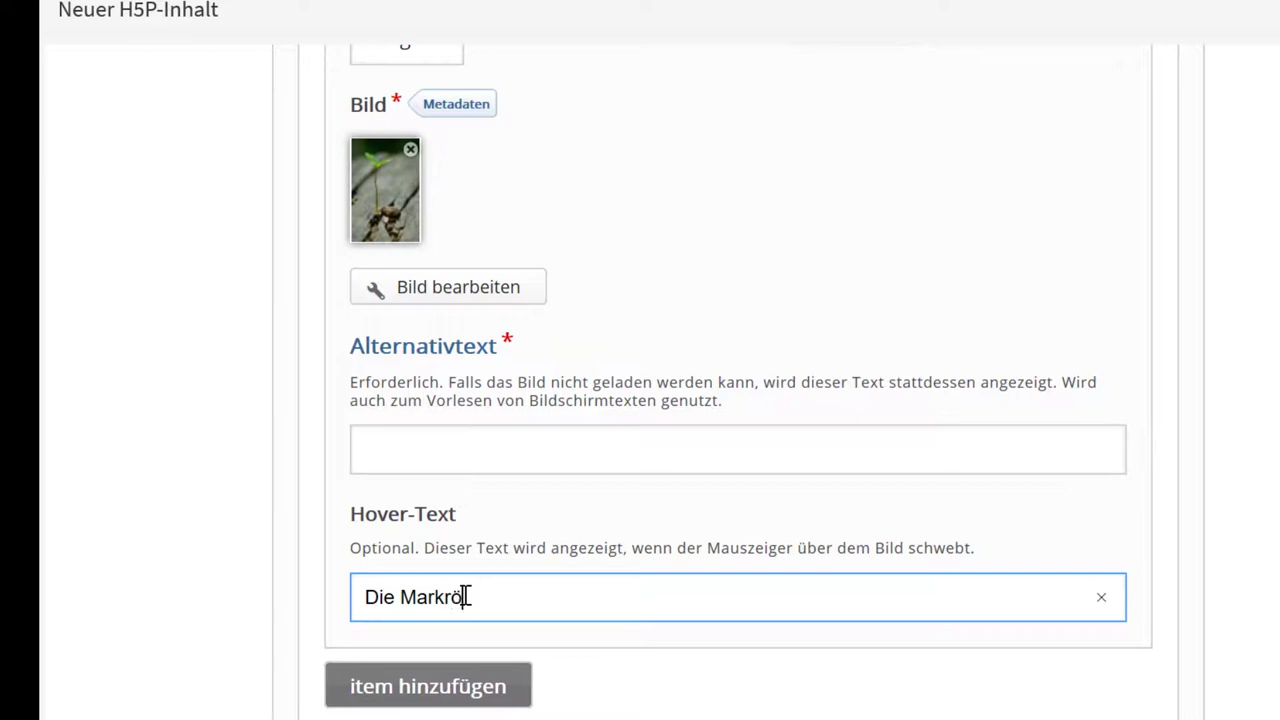 Neuer H5P-Inhalt
Bild *
Metadaten
Bild bearbeiten
Alternativtext *
Erforderlich. Falls das Bild nicht geladen werden kann, wird dieser Text stattdessen angezeigt. Wird
auch zum Vorlesen von Bildschirmtexten genutzt.
Hover-Text
Optional. Dieser Text wird angezeigt, wenn der Mauszeiger über dem Bild schwebt.
Die Markrö
item hinzufügen